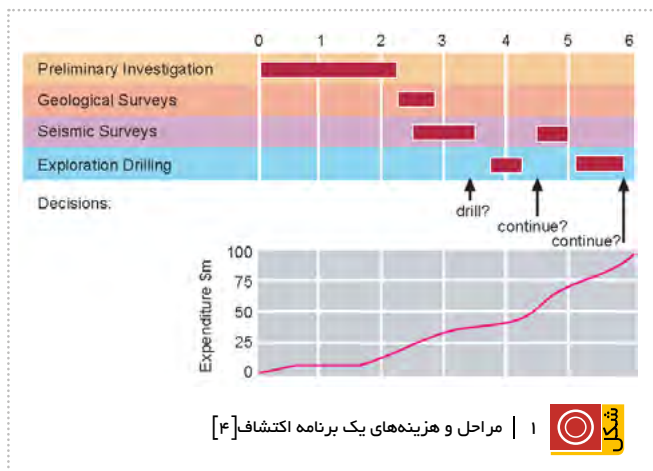 0 1 2 3 4 5 6
Preliminary Investigation
Geological Surveys
Seismic Surveys
Exploration Drilling
Decisions:
drill?
continue?
continue?
Expenditure $m
100
75
50
25
0
شکل ۱ | مراحل و هزینه‌های یک برنامه اکتشاف[۴]